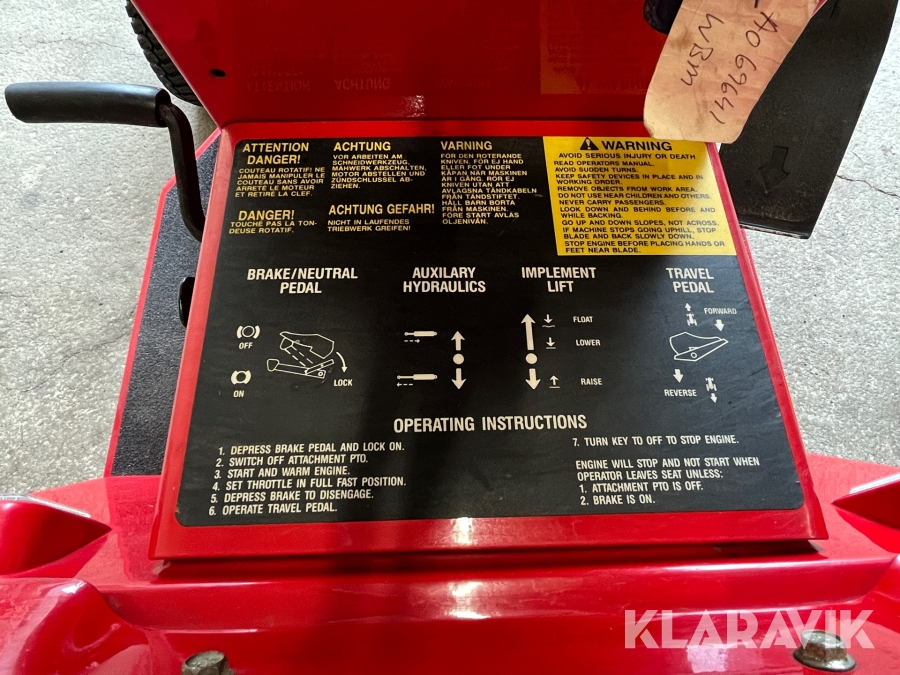 A069641
WBM
ATTENTION
DANGER!
COUTEAU ROTATIF! NE
JAMAIS MANIPULER LE
COUTEAU SANS AVOIR
ARRETE LE MOTEUR
ET RETIRE LA CLEF.
DANGER!
TOUCHÉ PAS LA TON-
DEUSE ROTATIF.
ACHTUNG
VOR ARBEITEN AM
SCHNEIDWERKZEUG,
MAHWERK ABSCHALTEN,
MOTOR ABSTELLEN UND
ZÜNDSCHLUSSEL AB-
ZIEHEN.
ACHTUNG GEFAHR!
NICHT IN LAUFENDES
TRIEBWERK GREIFEN!
VARNING
FÖR DEN ROTERANDE
KNIVEN. FÖR EJ HAND
ELLER FOT UNDER
KÅPAN NÄR MASKINEN
ÄR I GÅNG. RÖR EJ
KNIVEN UTAN ATT
AVLAGSNA TÄNDKABELN
FRÅN TÄNDSTIFTET.
HÅLL BARN BORTA
FRÅN MASKINEN.
FÖRE START AVLÄS
OLJENIVÅN.
WARNING
AVOID SERIOUS INJURY OR DEATH
READ OPERATORS MANUAL.
AVOID SUDDEN TURNS.
KEEP SAFETY DEVICES IN PLACE AND IN
WORKING ORDER.
REMOVE OBJECTS FROM WORK AREA.
DO NOT USE NEAR CHILDREN AND OTHERS.
NEVER CARRY PASSENGERS.
LOOK DOWN AND BEHIND BEFORE AND
WHILE BACKING.
GO UP AND DOWN SLOPES, NOT ACROSS.
IF MACHINE STOPS GOING UPHILL, STOP
BLADE AND BACK SLOWLY DOWN.
STOP ENGINE BEFORE PLACING HANDS OR
FEET NEAR BLADE.
BRAKE/NEUTRAL
PEDAL
OFF
ON
LOCK
AUXILARY
HYDRAULICS
IMPLEMENT
LIFT
FLOAT
LOWER
RAISE
TRAVEL
PEDAL
FORWARD
REVERSE
OPERATING INSTRUCTIONS
1. DEPRESS BRAKE PEDAL AND LOCK ON.
2. SWITCH OFF ATTACHMENT PTO.
3. START AND WARM ENGINE.
4. SET THROTTLE IN FULL FAST POSITION.
5. DEPRESS BRAKE TO DISENGAGE.
6. OPERATE TRAVEL PEDAL.
7. TURN KEY TO OFF TO STOP ENGINE.
ENGINE WILL STOP AND NOT START WHEN
OPERATOR LEAVES SEAT UNLESS:
1. ATTACHMENT PTO IS OFF.
2. BRAKE IS ON.
KLARAVIK